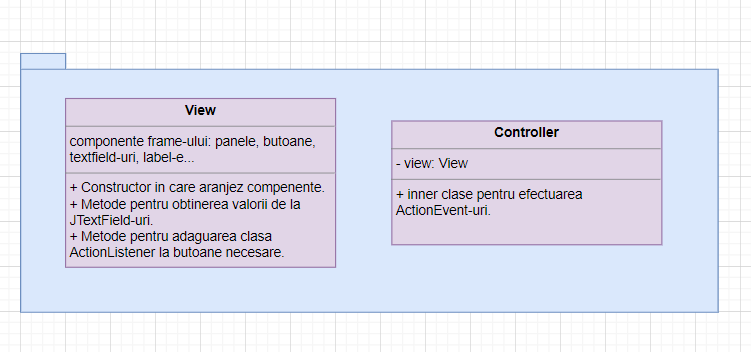 View
componente frame-ului: panele, butoane,
textfield-uri, label-e...
+ Constructor in care aranjez compenente.
+ Metode pentru obtinerea valorii de la
JTextField-uri.
+ Metode pentru adaguarea clasa
ActionListener la butoane necesare.
Controller
- view: View
+ inner clase pentru efectuarea
ActionEvent-uri.